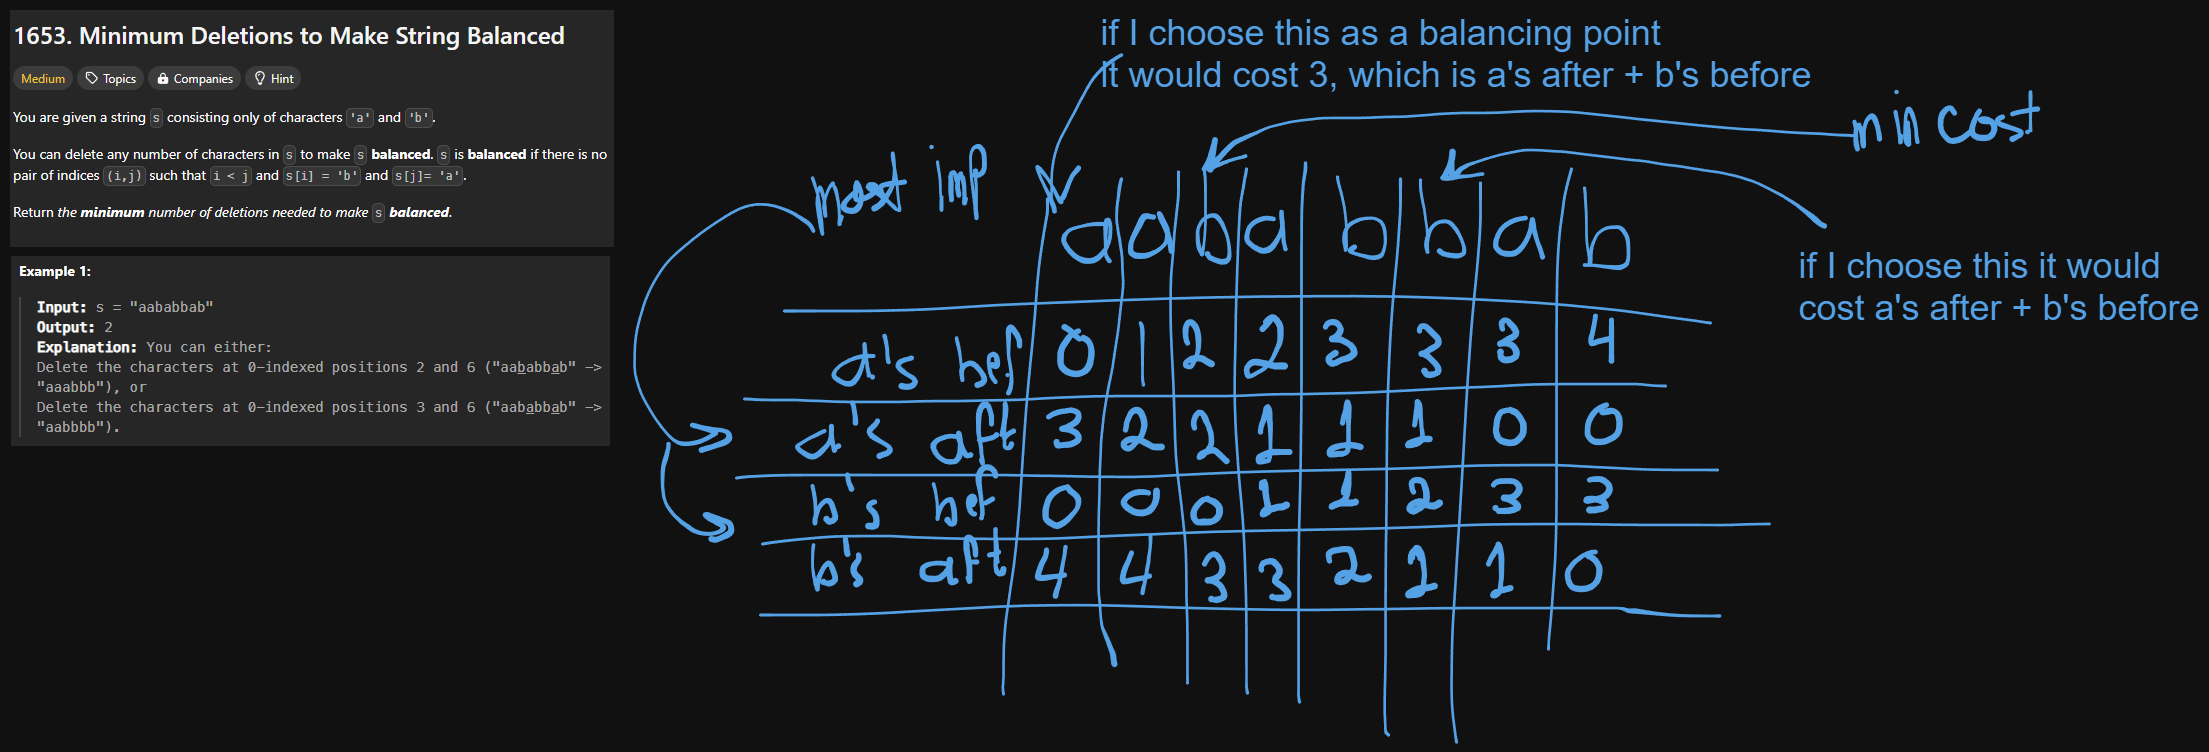 1653. Minimum Deletions to Make String Balanced
Medium Topics Companies Hint
You are given a string s consisting only of characters 'a' and 'b'.
You can delete any number of characters in s to make s balanced. s is balanced if there is no
pair of indices (i,j) such that i < j and s[i] = 'b' and s[j]= 'a'.
Return the minimum number of deletions needed to make s balanced.
Example 1:
Input: s = "aababbab"
Output: 2
Explanation: You can either:
Delete the characters at 0-indexed positions 2 and 6 ("aababbab" ->
"aaabbb"), or
Delete the characters at 0-indexed positions 3 and 6 ("aababbab" ->
"aabbbb").
if I choose this as a balancing point
it would cost 3, which is a's after + b's before
min cost
most imp
a a b a b b a b
if I choose this it would
cost a's after + b's before
a's bef 0 1 2 2 3 3 3 4
a's aft 3 2 2 1 1 1 0 0
b's bef 0 0 0 1 1 2 3 3
b's aft 4 4 3 3 2 1 1 0